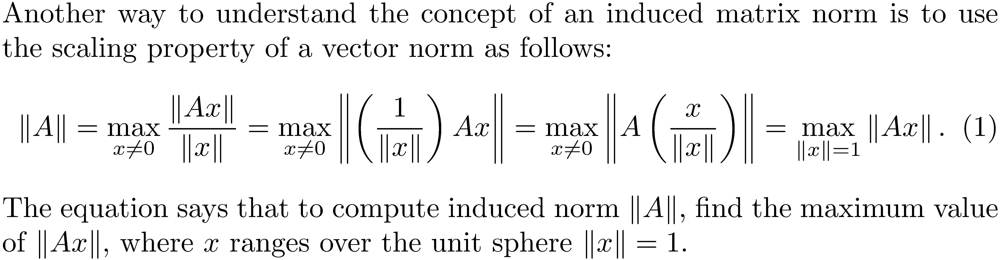 Another way to understand the concept of an induced matrix norm is to use
the scaling property of a vector norm as follows:
$$\|A\| = \max_{x \neq 0} \frac{\|Ax\|}{\|x\|} = \max_{x \neq 0} \left\| \left( \frac{1}{\|x\|} \right) Ax \right\| = \max_{x \neq 0} \left\| A \left( \frac{x}{\|x\|} \right) \right\| = \max_{\|x\|=1} \|Ax\| . \quad (1)$$
The equation says that to compute induced norm $\|A\|$, find the maximum value
of $\|Ax\|$, where $x$ ranges over the unit sphere $\|x\| = 1$.